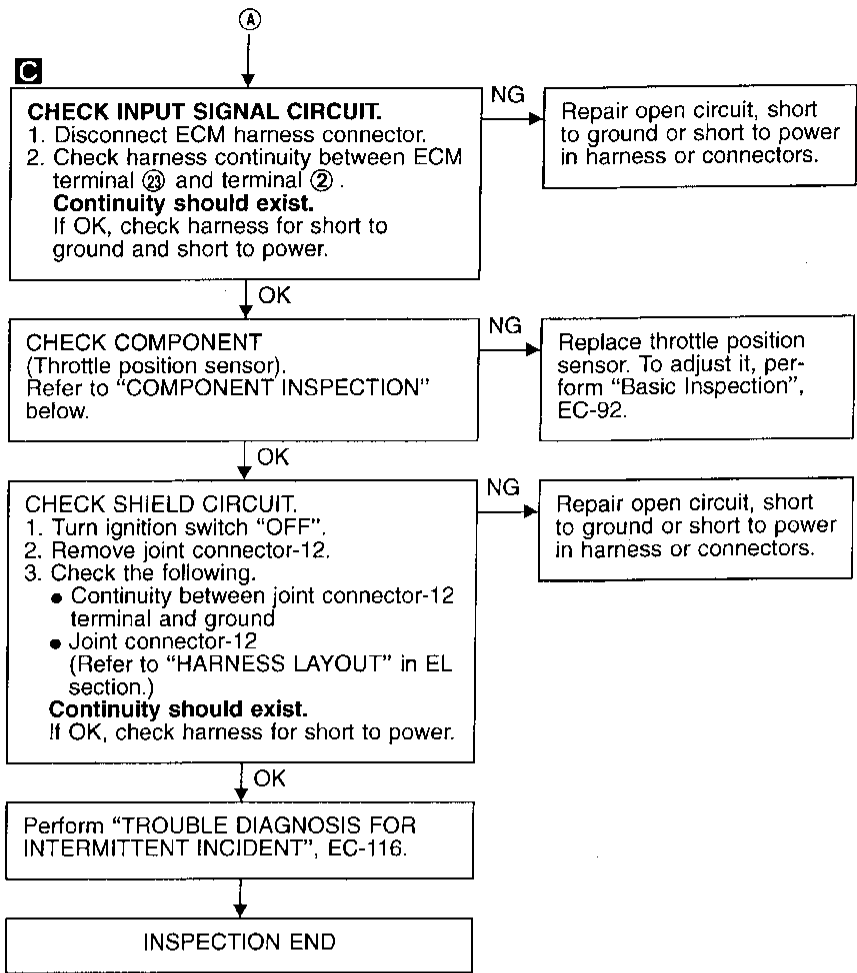 Ⓐ
C
CHECK INPUT SIGNAL CIRCUIT.
1. Disconnect ECM harness connector.
2. Check harness continuity between ECM
terminal ㉓ and terminal ② .
Continuity should exist.
If OK, check harness for short to
ground and short to power.
NG
Repair open circuit, short
to ground or short to power
in harness or connectors.
OK
CHECK COMPONENT
(Throttle position sensor).
Refer to “COMPONENT INSPECTION”
below.
NG
Replace throttle position
sensor. To adjust it, per-
form “Basic Inspection”,
EC-92.
OK
CHECK SHIELD CIRCUIT.
1. Turn ignition switch “OFF”.
2. Remove joint connector-12.
3. Check the following.
● Continuity between joint connector-12
terminal and ground
● Joint connector-12
(Refer to “HARNESS LAYOUT” in EL
section.)
Continuity should exist.
If OK, check harness for short to power.
NG
Repair open circuit, short
to ground or short to power
in harness or connectors.
OK
Perform “TROUBLE DIAGNOSIS FOR
INTERMITTENT INCIDENT”, EC-116.
INSPECTION END